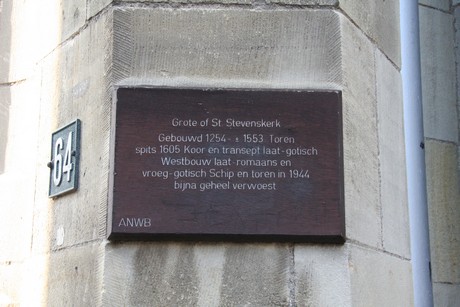 64
Grote of St. Stevenskerk
Gebouwd 1254 - ± 1553 Toren
spits 1605 Koor en transept laat-gotisch
Westbouw laat-romaans en
vroeg-gotisch Schip en toren in 1944
bijna geheel verwoest
ANWB